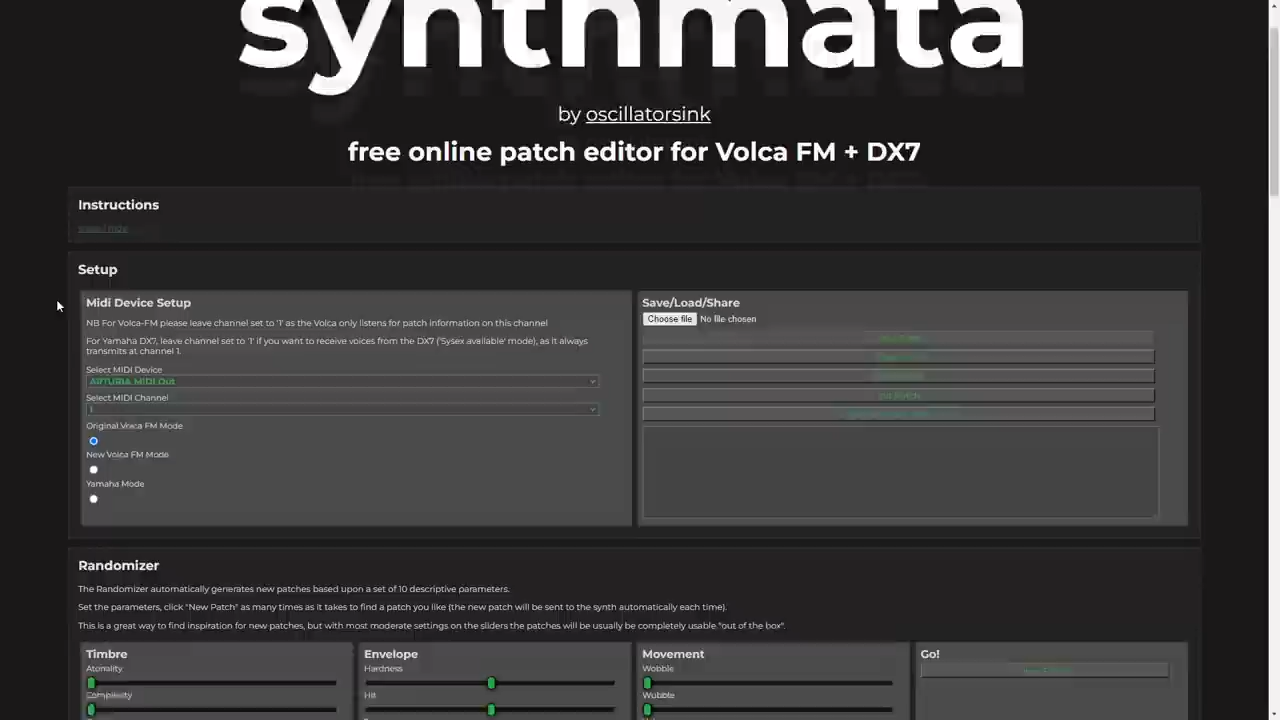 synthmata
by oscillatorsink
free online patch editor for Volca FM + DX7
Instructions
Setup
Midi Device Setup
NB For Volca-FM please leave channel set to '1' as the Volca only listens for patch information on this channel
For Yamaha DX7, leave channel set to '1' if you want to receive voices from the DX7 ('Sysex available' mode), as it always
transmits at channel 1.
Select MIDI Device
ARTURIA MIDI Out
Select MIDI Channel
1
Original Volca FM Mode
New Volca FM Mode
Yamaha Mode
Save/Load/Share
Choose file No file chosen
Init Patch
Randomizer
The Randomizer automatically generates new patches based upon a set of 10 descriptive parameters.
Set the parameters, click "New Patch" as many times as it takes to find a patch you like (the new patch will be sent to the synth automatically each time).
This is a great way to find inspiration for new patches, but with most moderate settings on the sliders the patches will be usually be completely usable "out of the box".
Timbre
Atonality
Complexity
Envelope
Hardness
Hit
Movement
Wobble
Wubble
Go!